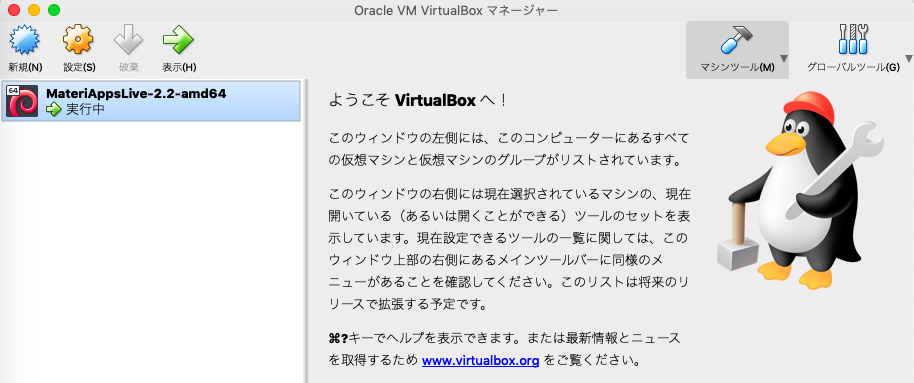 Oracle VM VirtualBox マネージャー
新規(N)
設定(S)
破棄
表示(H)
マシンツール(M)
グローバルツール(G)
64
MateriAppsLive-2.2-amd64
実行中
ようこそ VirtualBox へ！
このウィンドウの左側には、このコンピューターにあるすべて
の仮想マシンと仮想マシンのグループがリストされています。
このウィンドウの右側には現在選択されているマシンの、現在
開いている（あるいは開くことができる）ツールのセットを表
示しています。現在設定できるツールの一覧に関しては、この
ウィンドウ上部の右側にあるメインツールバーに同様のメ
ニューがあることを確認してください。このリストは将来のリ
リースで拡張する予定です。
⌘?キーでヘルプを表示できます。または最新情報とニュース
を取得するため www.virtualbox.org をご覧ください。